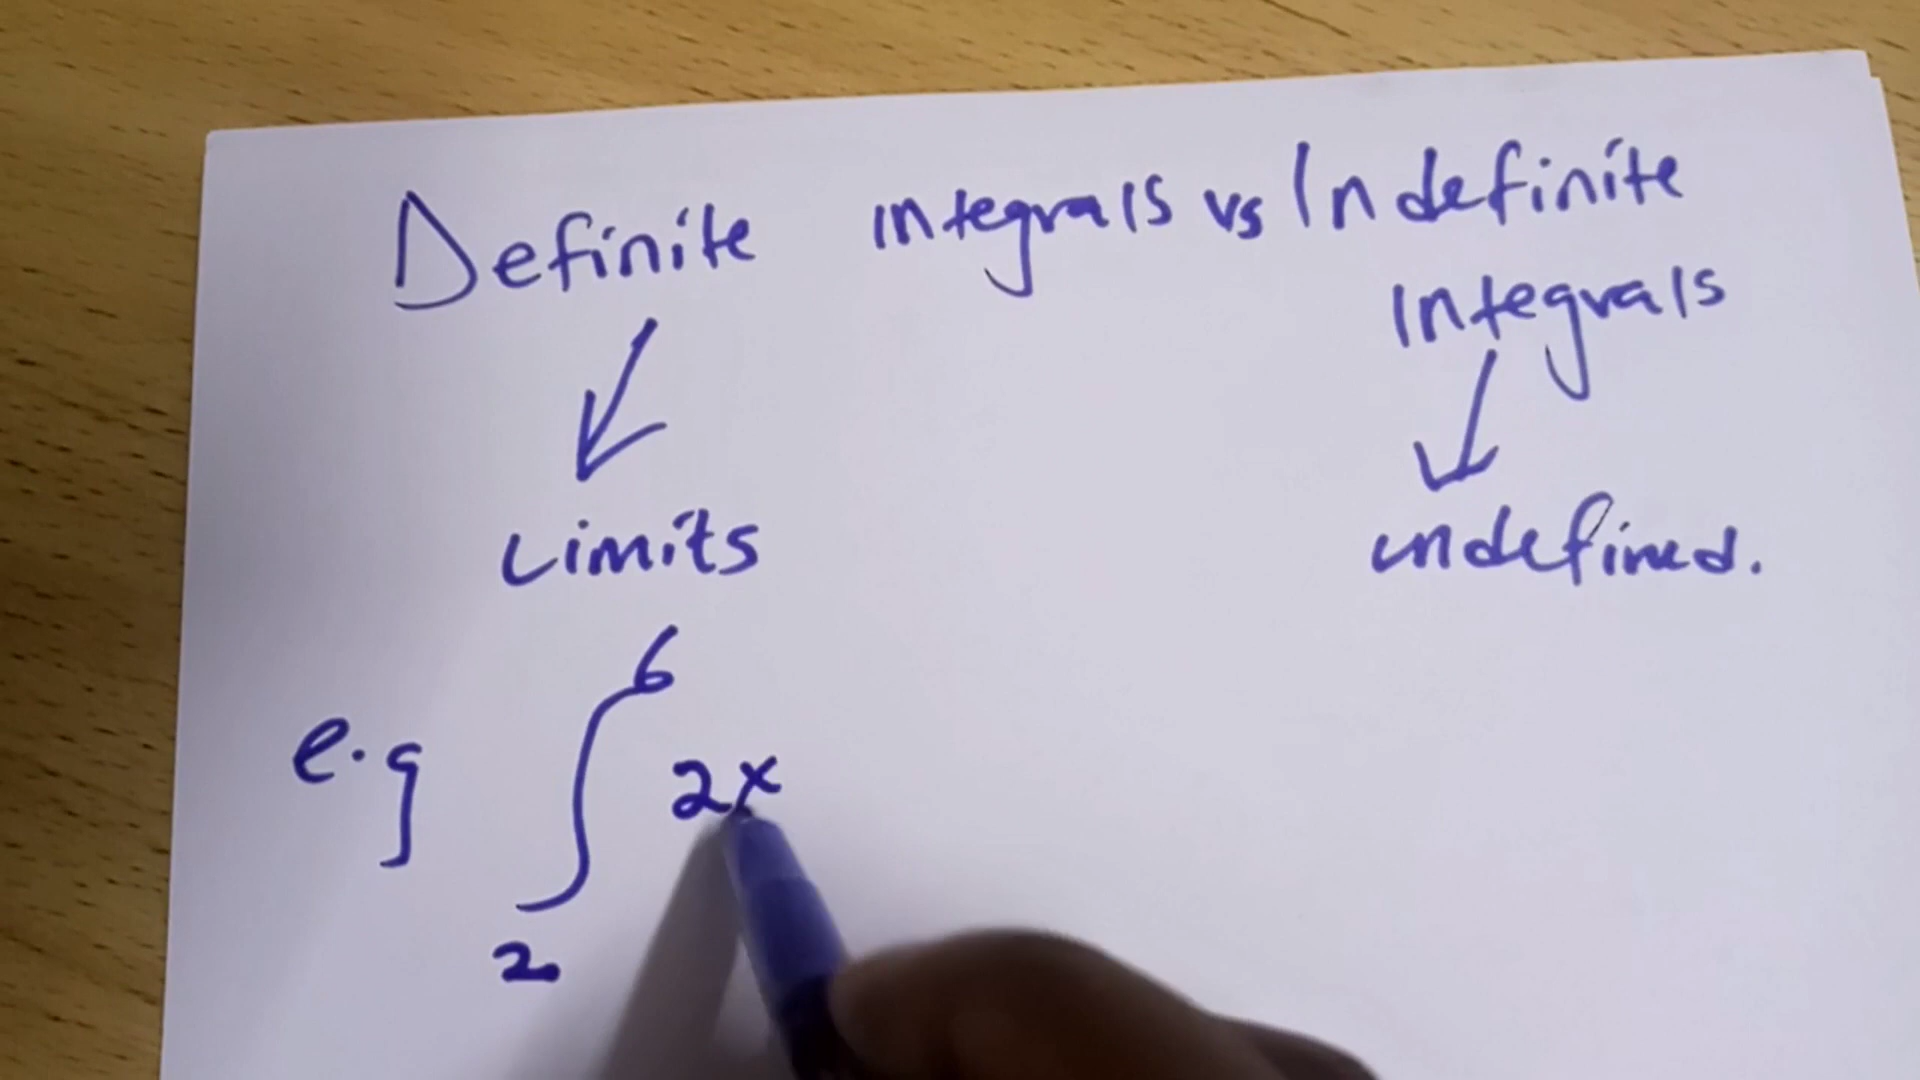 Definite integrals vs Indefinite
Integrals
Limits
undefined.
e.g ∫ 6 2 2x